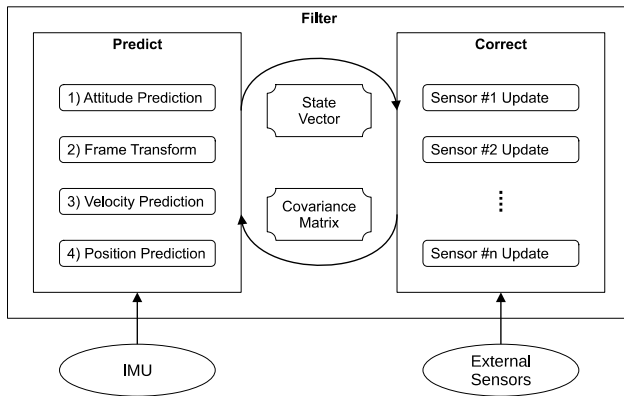 Filter
Predict
1) Attitude Prediction
2) Frame Transform
3) Velocity Prediction
4) Position Prediction
State
Vector
Covariance
Matrix
Correct
Sensor #1 Update
Sensor #2 Update
Sensor #n Update
IMU
External
Sensors